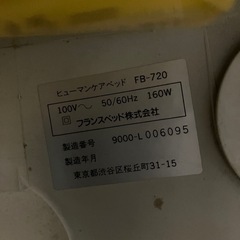 ヒューマンケアベッド FB-720
100V〜 50/60Hz 160W
回 フランスベッド株式会社
製造番号 9000-L006095
製造年月
東京都渋谷区桜丘町31-15